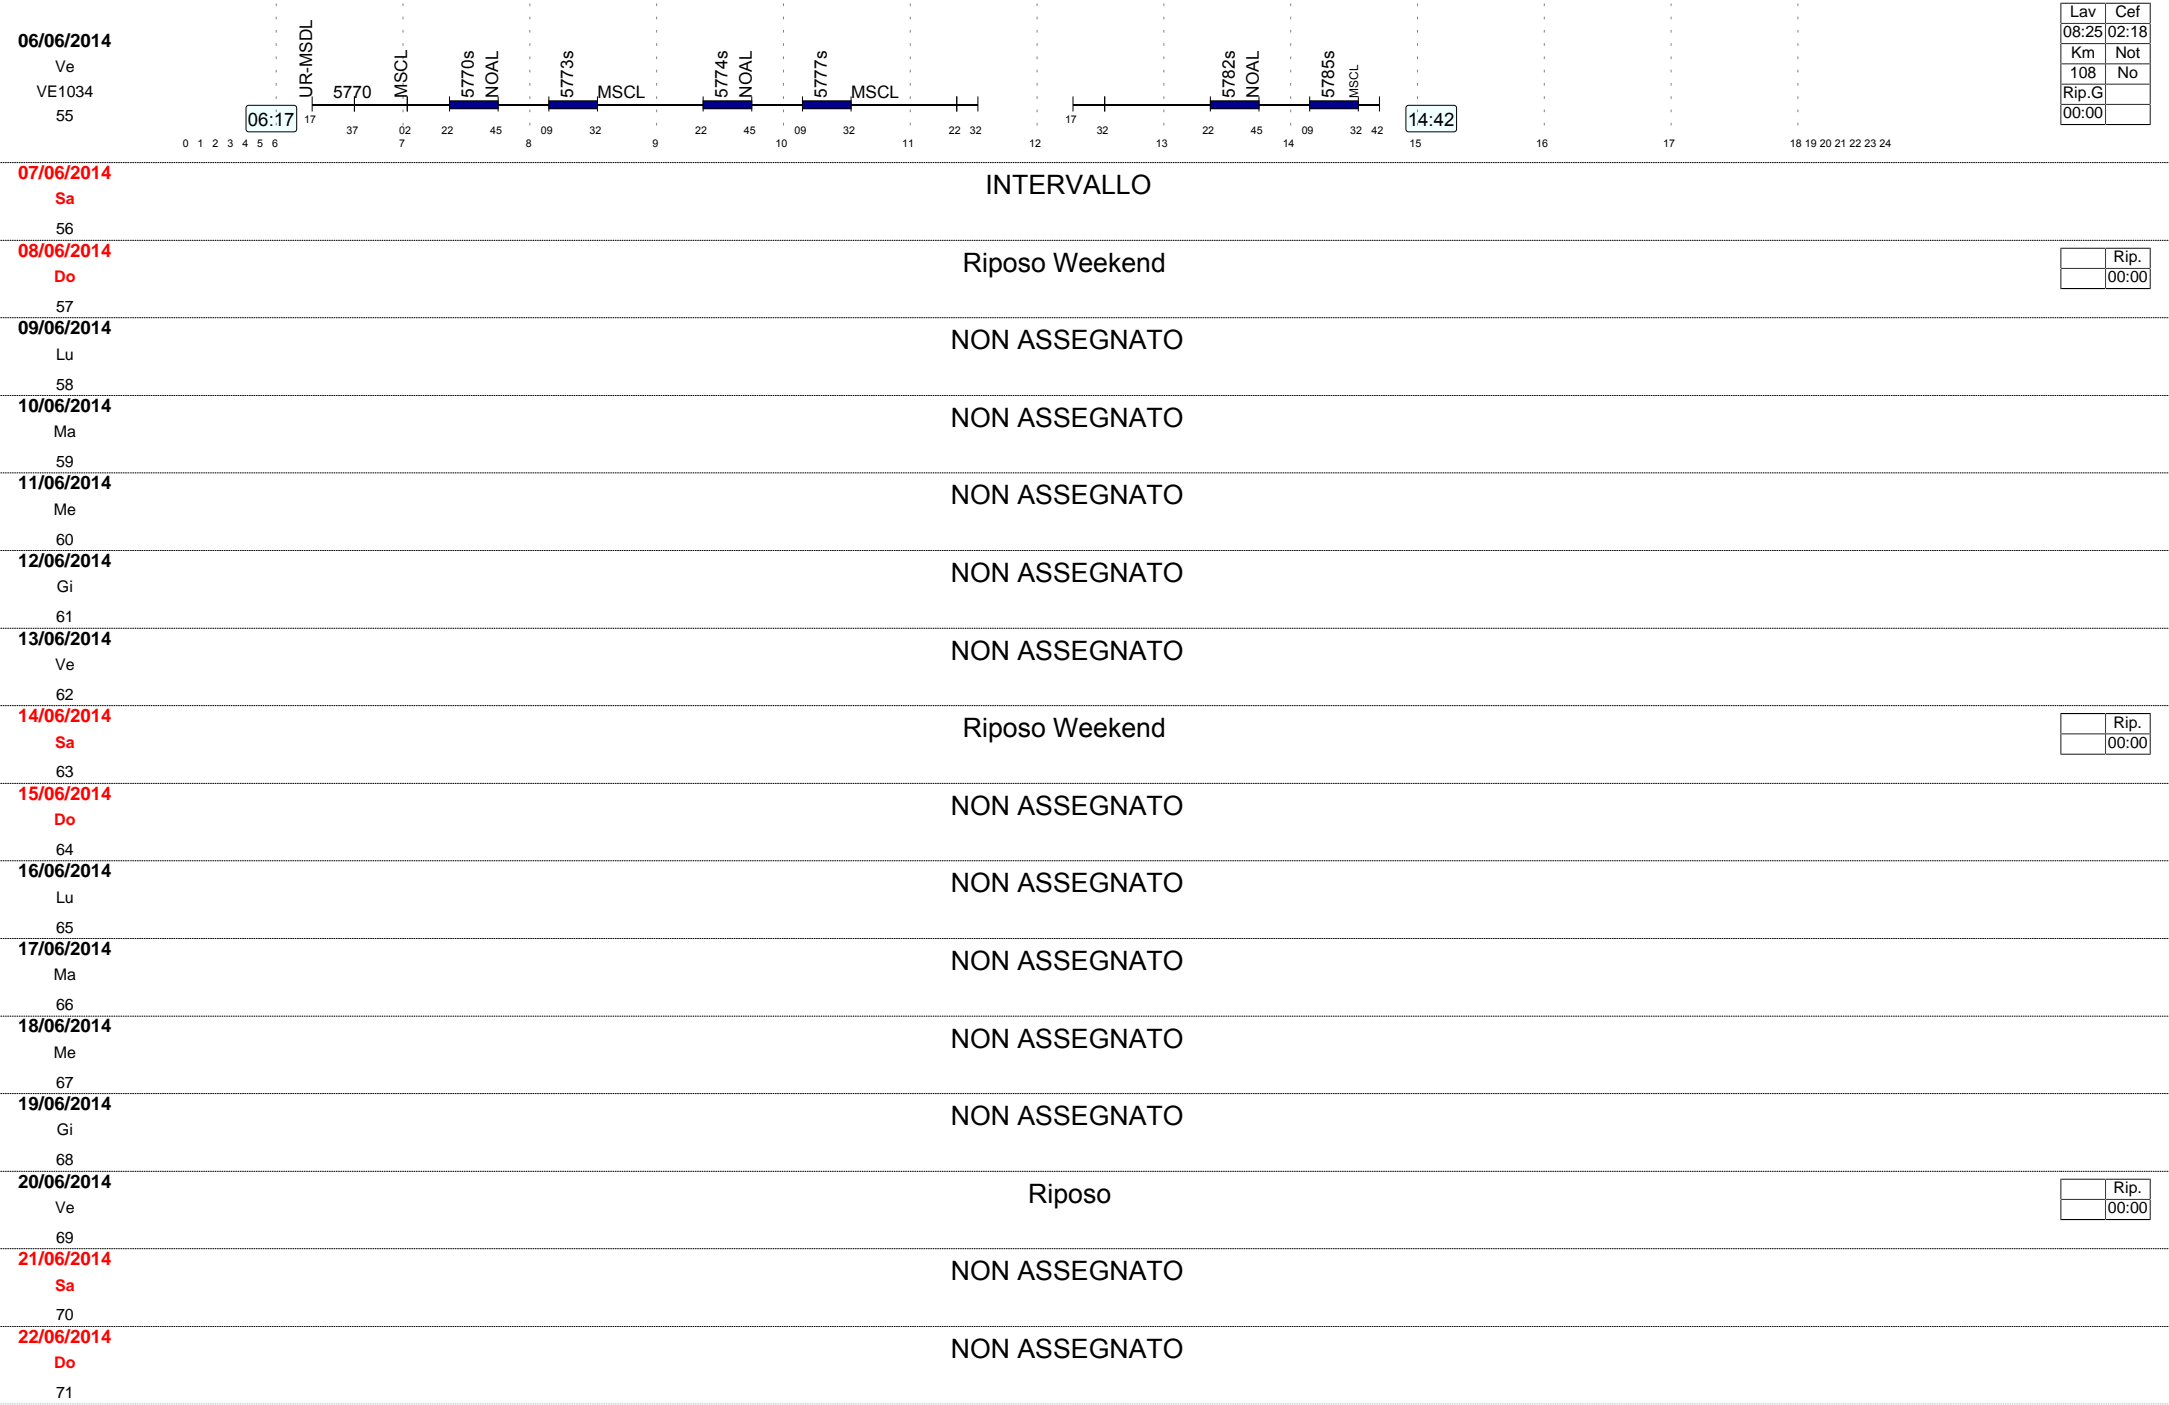 06/06/2014
Ve
VE1034
55
06:17
UR-MSDL 5770 MSCL 5770s NOAL 5773s MSCL 5774s NOAL 5777s MSCL 5782s NOAL 5785s MSCL
14:42
17 37 02 22 45 09 32 22 45 09 32 22 32 17 32 22 45 09 32 42
0 1 2 3 4 5 6 7 8 9 10 11 12 13 14 15 16 17 18 19 20 21 22 23 24
Lav Cef
08:25 02:18
Km Not
108 No
Rip.G
00:00
07/06/2014
Sa
56
INTERVALLO
08/06/2014
Do
57
Riposo Weekend
Rip.
00:00
09/06/2014
Lu
58
NON ASSEGNATO
10/06/2014
Ma
59
NON ASSEGNATO
11/06/2014
Me
60
NON ASSEGNATO
12/06/2014
Gi
61
NON ASSEGNATO
13/06/2014
Ve
62
NON ASSEGNATO
14/06/2014
Sa
63
Riposo Weekend
Rip.
00:00
15/06/2014
Do
64
NON ASSEGNATO
16/06/2014
Lu
65
NON ASSEGNATO
17/06/2014
Ma
66
NON ASSEGNATO
18/06/2014
Me
67
NON ASSEGNATO
19/06/2014
Gi
68
NON ASSEGNATO
20/06/2014
Ve
69
Riposo
Rip.
00:00
21/06/2014
Sa
70
NON ASSEGNATO
22/06/2014
Do
71
NON ASSEGNATO